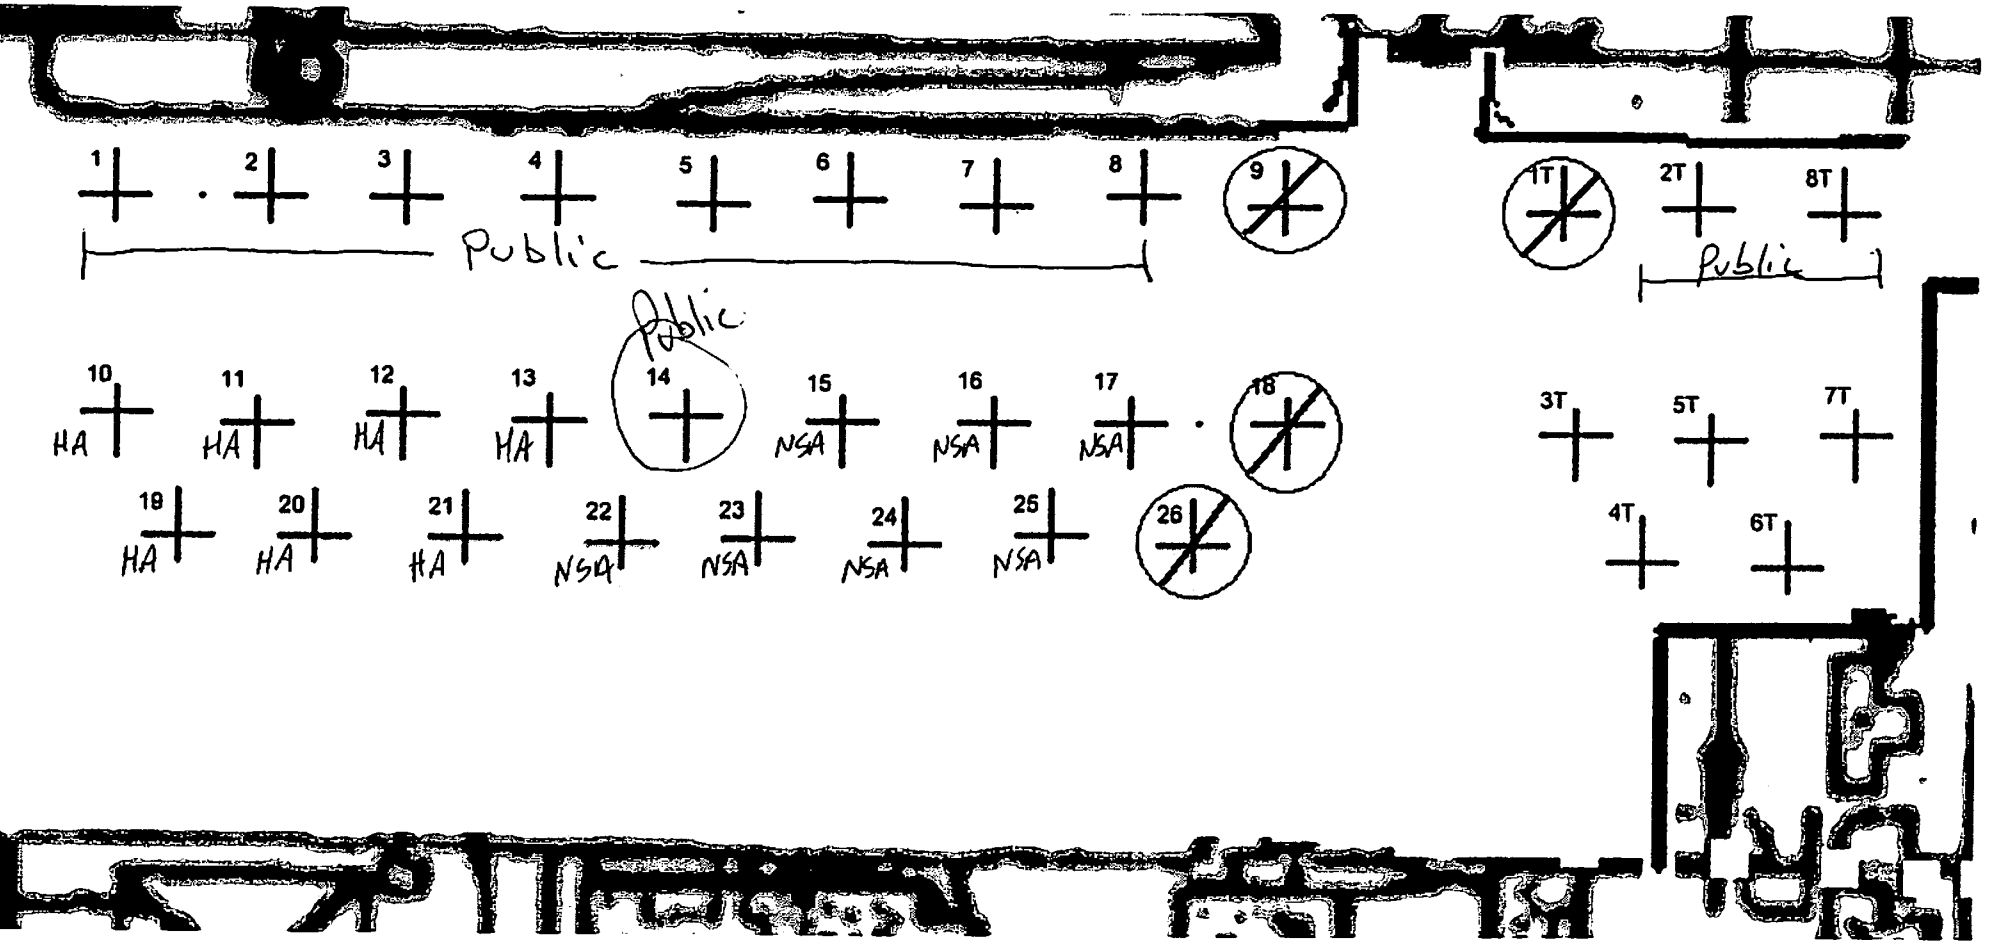 1 2 3 4 5 6 7 8 9 1T 2T 8T
Public Public
Public
10 11 12 13 14 15 16 17 18 3T 5T 7T
HA HA HA HA NSA NSA NSA
19 20 21 22 23 24 25 26 4T 6T
HA HA HA NSA NSA NSA NSA